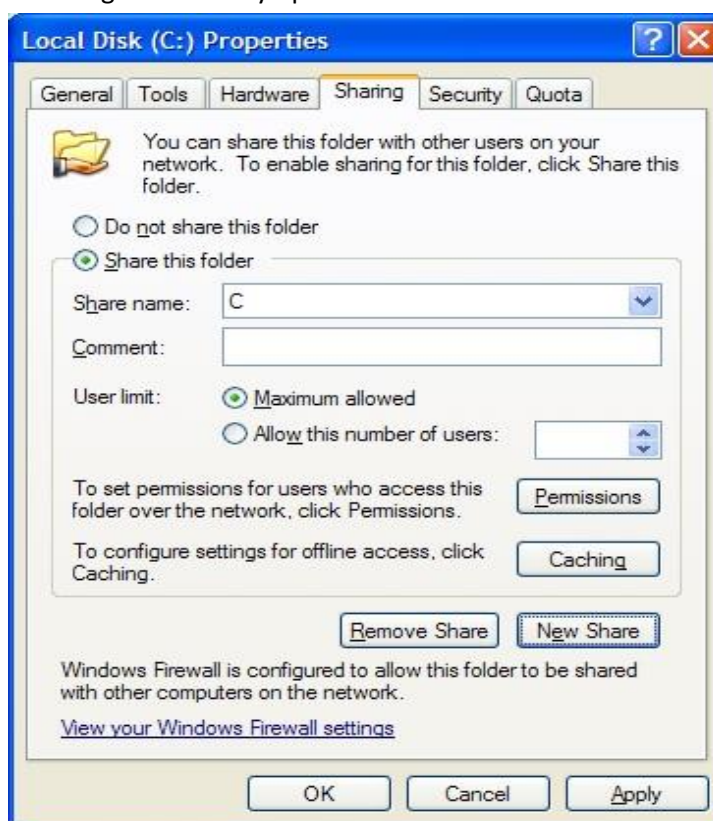 Local Disk (C:) Properties
General Tools Hardware Sharing Security Quota
You can share this folder with other users on your
network. To enable sharing for this folder, click Share this
folder.
Do not share this folder
Share this folder
Share name: C
Comment:
User limit: Maximum allowed
Allow this number of users:
To set permissions for users who access this
folder over the network, click Permissions.
Permissions
To configure settings for offline access, click
Caching.
Caching
Remove Share New Share
Windows Firewall is configured to allow this folder to be shared
with other computers on the network.
View your Windows Firewall settings
OK Cancel Apply